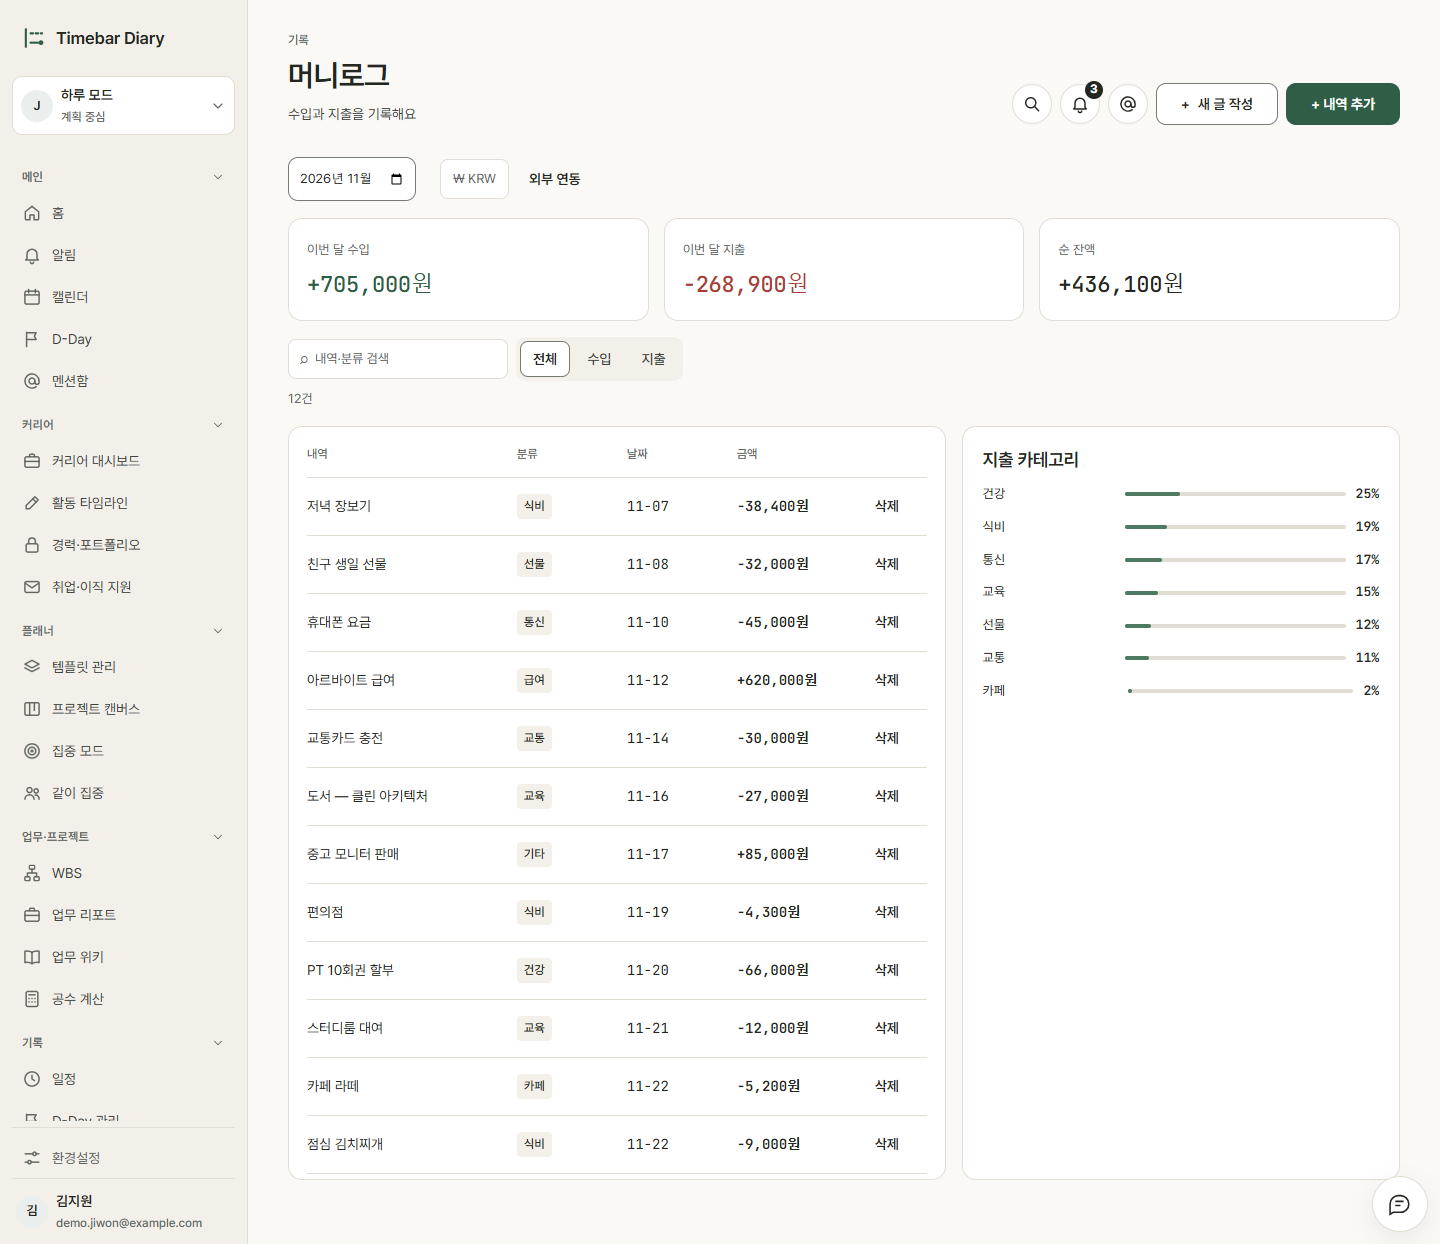 Timebar Diary
J
하루 모드
계획 중심
메인
홈
알림
캘린더
D-Day
멘션함
커리어
커리어 대시보드
활동 타임라인
경력·포트폴리오
취업·이직 지원
플래너
템플릿 관리
프로젝트 캔버스
집중 모드
같이 집중
업무·프로젝트
WBS
업무 리포트
업무 위키
공수 계산
기록
일정
D-Day 관리
환경설정
김
김지원
demo.jiwon@example.com
기록
머니로그
수입과 지출을 기록해요
3
+ 새 글 작성
+ 내역 추가
2026년 11월
₩ KRW
외부 연동
이번 달 수입
+705,000원
이번 달 지출
-268,900원
순 잔액
+436,100원
내역·분류 검색
전체 수입 지출
12건
내역 분류 날짜 금액
저녁 장보기 식비 11-07 -38,400원 삭제
친구 생일 선물 선물 11-08 -32,000원 삭제
휴대폰 요금 통신 11-10 -45,000원 삭제
아르바이트 급여 급여 11-12 +620,000원 삭제
교통카드 충전 교통 11-14 -30,000원 삭제
도서 — 클린 아키텍처 교육 11-16 -27,000원 삭제
중고 모니터 판매 기타 11-17 +85,000원 삭제
편의점 식비 11-19 -4,300원 삭제
PT 10회권 할부 건강 11-20 -66,000원 삭제
스터디룸 대여 교육 11-21 -12,000원 삭제
카페 라떼 카페 11-22 -5,200원 삭제
점심 김치찌개 식비 11-22 -9,000원 삭제
지출 카테고리
건강 25%
식비 19%
통신 17%
교육 15%
선물 12%
교통 11%
카페 2%